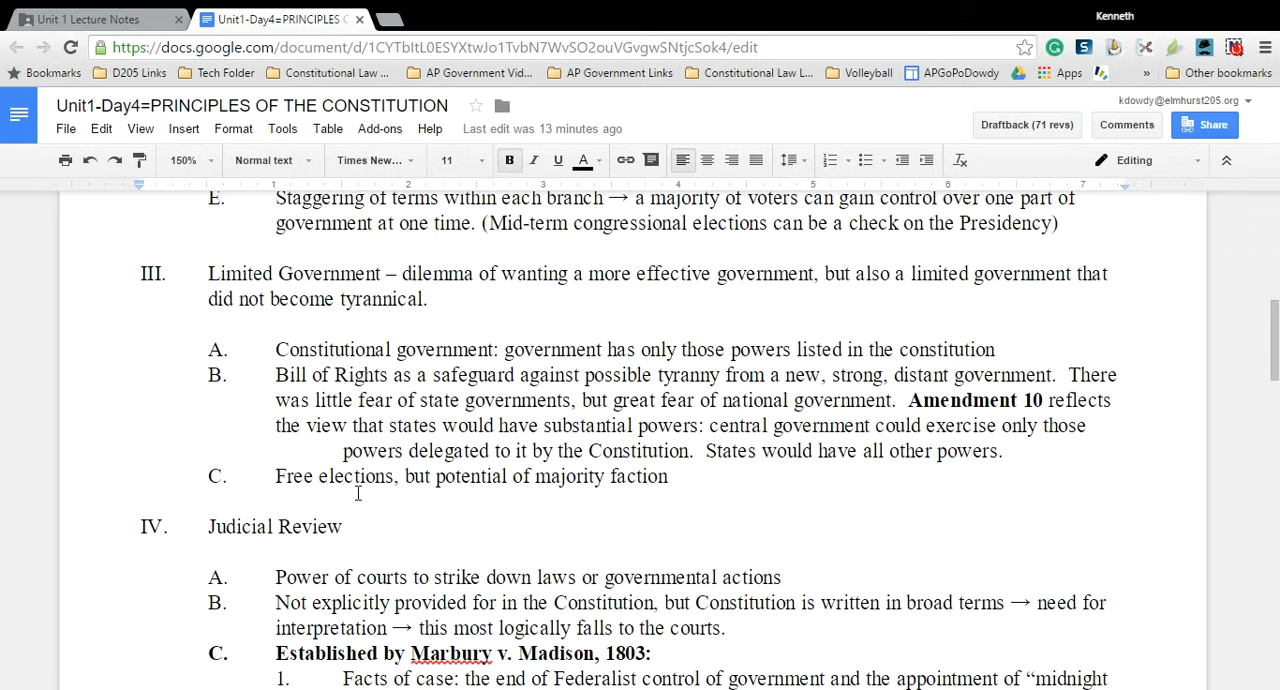 Unit 1 Lecture Notes
Unit1-Day4=PRINCIPLES OF THE C
Kenneth
https://docs.google.com/document/d/1CYTbItL0ESYXtwJo1TvbN7WvSO2ouVGvgwSNtjcSok4/edit
Bookmarks D205 Links Tech Folder Constitutional Law ... AP Government Vid... AP Government Links Constitutional Law L... Volleyball APGoPoDowdy Apps » Other bookmarks
Unit1-Day4=PRINCIPLES OF THE CONSTITUTION
kdowdy@elmhurst205.org
File Edit View Insert Format Tools Table Add-ons Help Last edit was 13 minutes ago
Draftback (71 revs) Comments Share
150% Normal text Times New... 11 B I U A Editing
1 2 3 4 5 6 7
E. Staggering of terms within each branch → a majority of voters can gain control over one part of
government at one time. (Mid-term congressional elections can be a check on the Presidency)
III. Limited Government – dilemma of wanting a more effective government, but also a limited government that
did not become tyrannical.
A. Constitutional government: government has only those powers listed in the constitution
B. Bill of Rights as a safeguard against possible tyranny from a new, strong, distant government. There
was little fear of state governments, but great fear of national government. Amendment 10 reflects
the view that states would have substantial powers: central government could exercise only those
powers delegated to it by the Constitution. States would have all other powers.
C. Free elections, but potential of majority faction
IV. Judicial Review
A. Power of courts to strike down laws or governmental actions
B. Not explicitly provided for in the Constitution, but Constitution is written in broad terms → need for
interpretation → this most logically falls to the courts.
C. Established by Marbury v. Madison, 1803:
1. Facts of case: the end of Federalist control of government and the appointment of “midnight